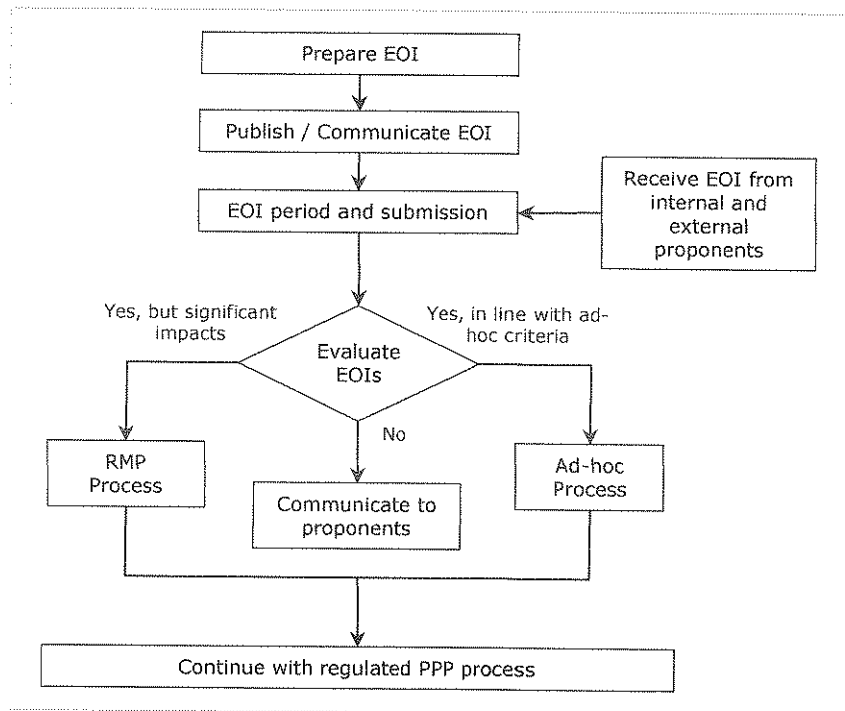 Prepare EOI
Publish / Communicate EOI
EOI period and submission
Receive EOI from
internal and
external
proponents
Yes, but significant
impacts
Yes, in line with ad-
hoc criteria
Evaluate
EOIs
No
RMP
Process
Communicate to
proponents
Ad-hoc
Process
Continue with regulated PPP process